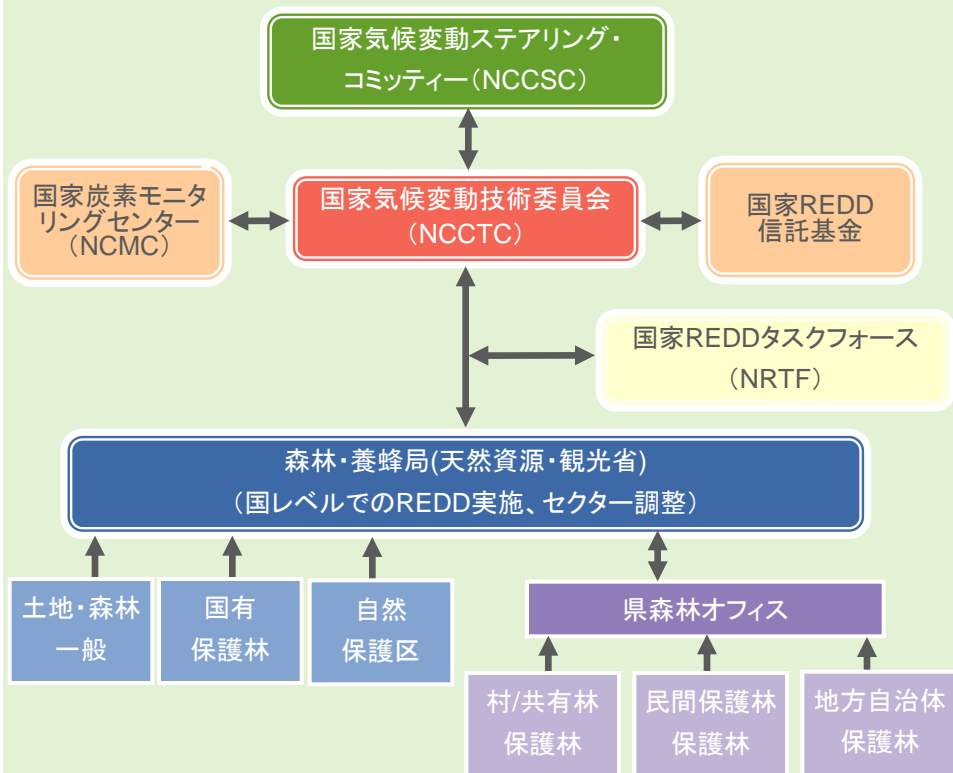 国家気候変動ステアリング・
コミッティー（NCCSC）
国家炭素モニタ
リングセンター
（NCMC）
国家気候変動技術委員会
（NCCTC）
国家REDD
信託基金
国家REDDタスクフォース
（NRTF）
森林・養蜂局(天然資源・観光省)
（国レベルでのREDD実施、セクター調整）
土地・森林
一般
国有
保護林
自然
保護区
県森林オフィス
村/共有林
保護林
民間保護林
保護林
地方自治体
保護林